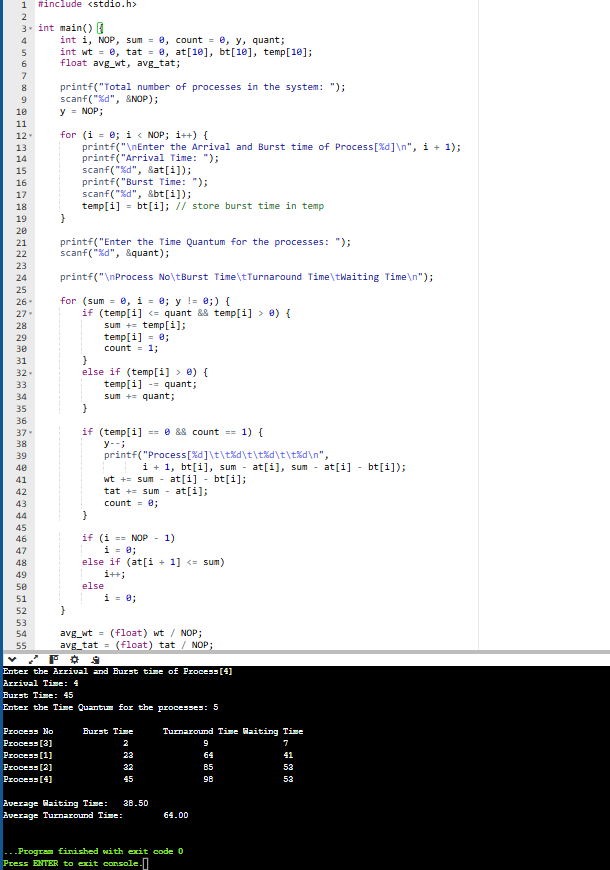 1 #include <stdio.h>
2
3 int main() {
4 int i, NOP, sum = 0, count = 0, y, quant;
5 int wt = 0, tat = 0, at[10], bt[10], temp[10];
6 float avg_wt, avg_tat;
7
8 printf("Total number of processes in the system: ");
9 scanf("%d", &NOP);
10 y = NOP;
11
12 for (i = 0; i < NOP; i++) {
13 printf("\nEnter the Arrival and Burst time of Process[%d]\n", i + 1);
14 printf("Arrival Time: ");
15 scanf("%d", &at[i]);
16 printf("Burst Time: ");
17 scanf("%d", &bt[i]);
18 temp[i] = bt[i]; // store burst time in temp
19 }
20
21 printf("Enter the Time Quantum for the processes: ");
22 scanf("%d", &quant);
23
24 printf("\nProcess No\tBurst Time\tTurnaround Time\tWaiting Time\n");
25
26 for (sum = 0, i = 0; y != 0;) {
27 if (temp[i] <= quant && temp[i] > 0) {
28 sum += temp[i];
29 temp[i] = 0;
30 count = 1;
31 }
32 else if (temp[i] > 0) {
33 temp[i] -= quant;
34 sum += quant;
35 }
36
37 if (temp[i] == 0 && count == 1) {
38 y--;
39 printf("Process[%d]\t\t%d\t\t%d\t\t%d\n",
40 i + 1, bt[i], sum - at[i], sum - at[i] - bt[i]);
41 wt += sum - at[i] - bt[i];
42 tat += sum - at[i];
43 count = 0;
44 }
45
46 if (i == NOP - 1)
47 i = 0;
48 else if (at[i + 1] <= sum)
49 i++;
50 else
51 i = 0;
52 }
53
54 avg_wt = (float) wt / NOP;
55 avg_tat = (float) tat / NOP;
Enter the Arrival and Burst time of Process[4]
Arrival Time: 4
Burst Time: 45
Enter the Time Quantum for the processes: 5
Process No Burst Time Turnaround Time Waiting Time
Process[3] 2 9 7
Process[1] 23 64 41
Process[2] 32 85 53
Process[4] 45 98 53
Average Waiting Time: 38.50
Average Turnaround Time: 64.00
...Program finished with exit code 0
Press ENTER to exit console.